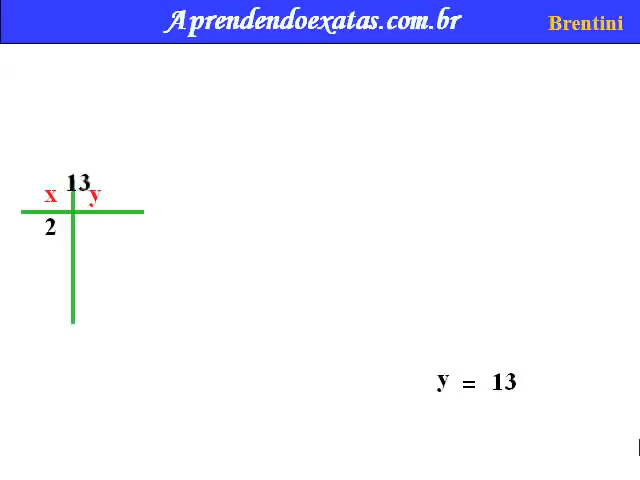 Aprendendoexatas.com.br
Brentini
13
x y
2
y = 13